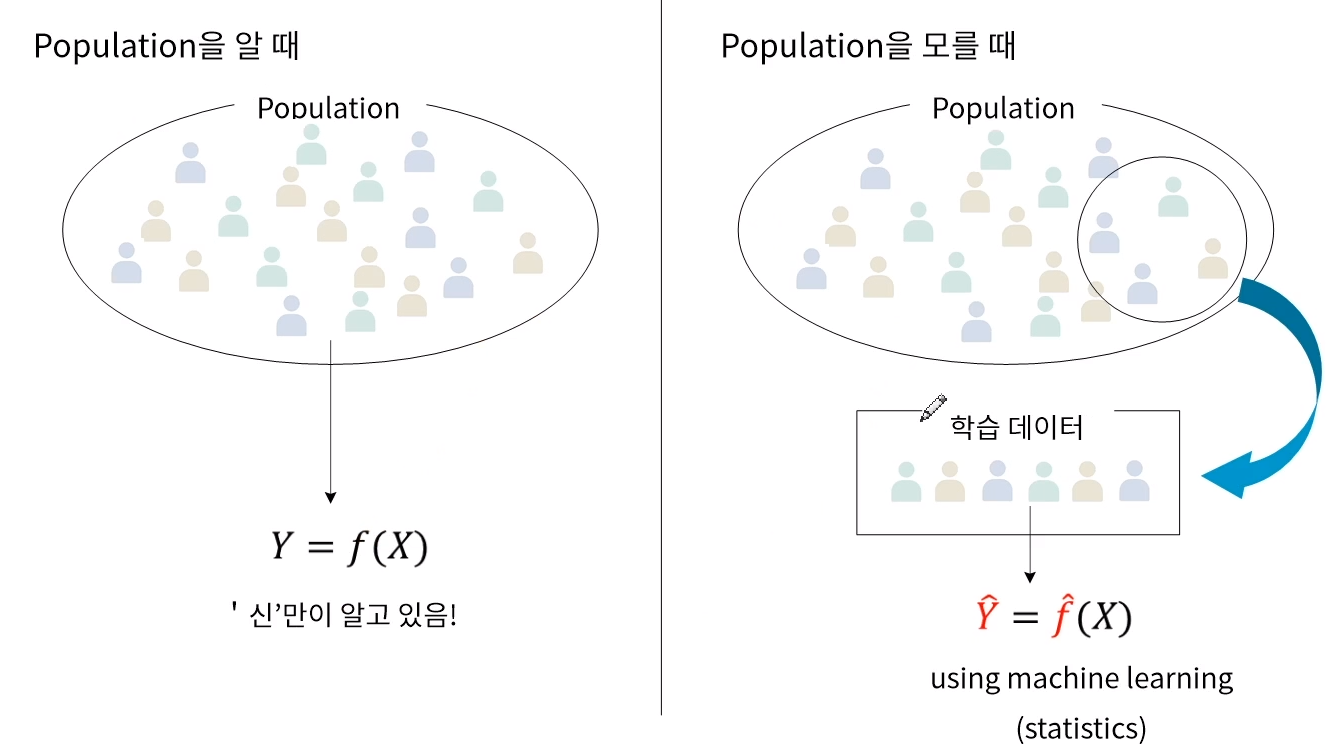 Population을 알 때
Population
Y = f(X)
' 신’만이 알고 있음!
Population을 모를 때
Population
학습 데이터
Ŷ = f̂(X)
using machine learning
(statistics)